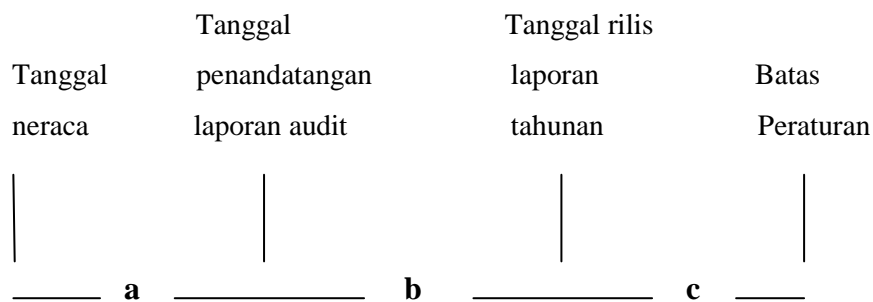 Tanggal
neraca
Tanggal
penandatangan
laporan audit
Tanggal rilis
laporan
tahunan
Batas
Peraturan
a
b
c